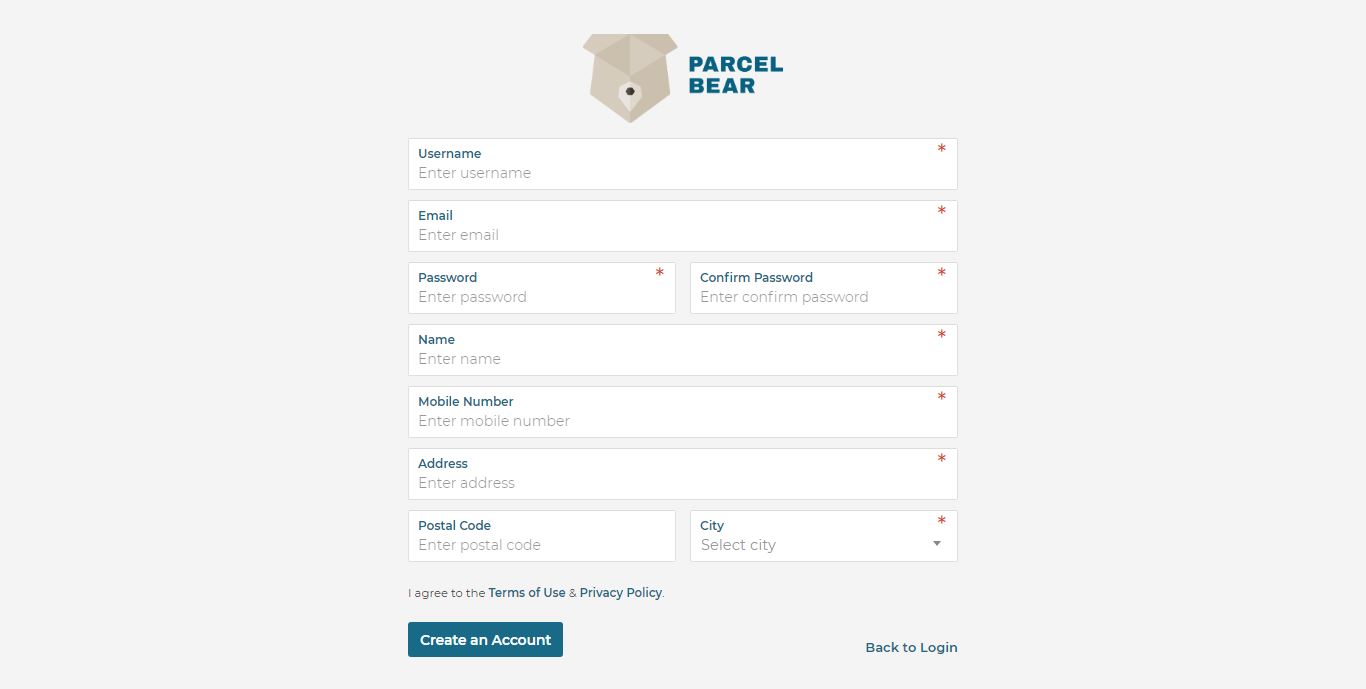 PARCEL
BEAR
Username *
Enter username
Email *
Enter email
Password * Confirm Password *
Enter password Enter confirm password
Name *
Enter name
Mobile Number *
Enter mobile number
Address *
Enter address
Postal Code City *
Enter postal code Select city
I agree to the Terms of Use & Privacy Policy.
Create an Account Back to Login